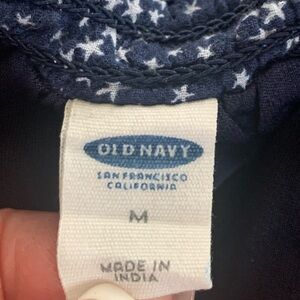 OLD NAVY
SAN FRANCISCO
CALIFORNIA
M
MADE IN
INDIA